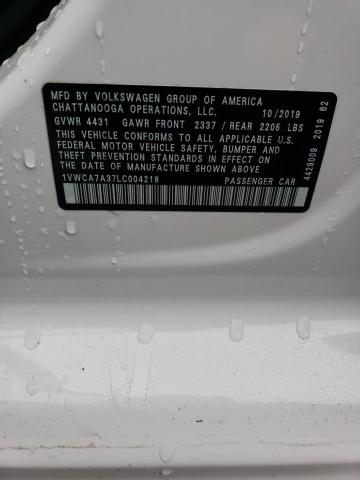 MFD BY VOLKSWAGEN GROUP OF AMERICA
CHATTANOOGA OPERATIONS, LLC. 10/2019
GVWR 4431 GAWR FRONT 2337 / REAR 2206 LBS
THIS VEHICLE CONFORMS TO ALL APPLICABLE U.S.
FEDERAL MOTOR VEHICLE SAFETY, BUMPER, AND
THEFT PREVENTION STANDARDS IN EFFECT ON
THE DATE OF MANUFACTURE SHOWN ABOVE.
1VWCA7A37LC004218 PASSENGER CAR
4429009 2019 62